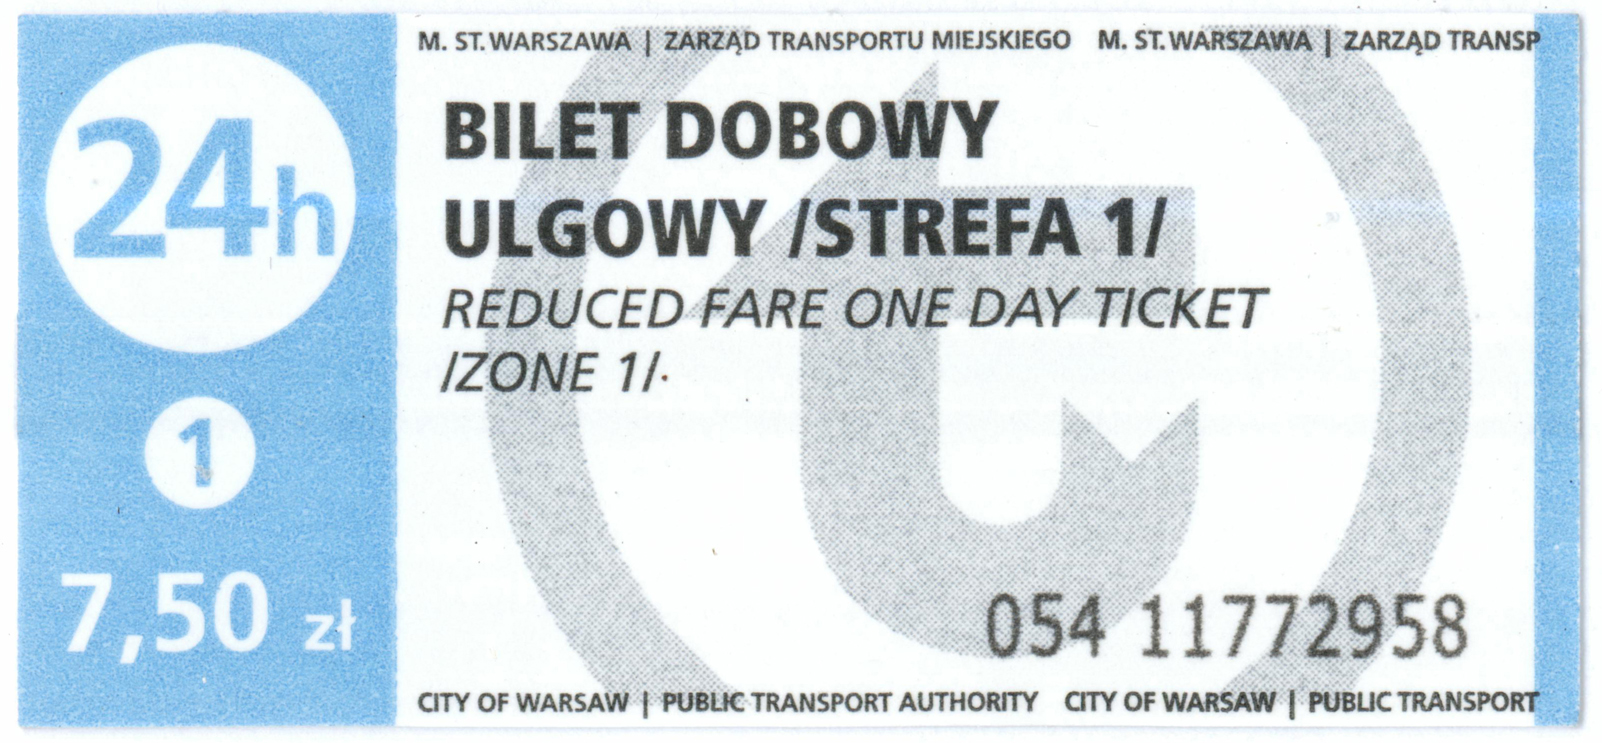 M. ST. WARSZAWA | ZARZĄD TRANSPORTU MIEJSKIEGO M. ST. WARSZAWA | ZARZĄD TRANSP
24h
BILET DOBOWY
ULGOWY /STREFA 1/
REDUCED FARE ONE DAY TICKET
/ZONE 1/
1
7,50 zł
054 11772958
CITY OF WARSAW | PUBLIC TRANSPORT AUTHORITY CITY OF WARSAW | PUBLIC TRANSPORT